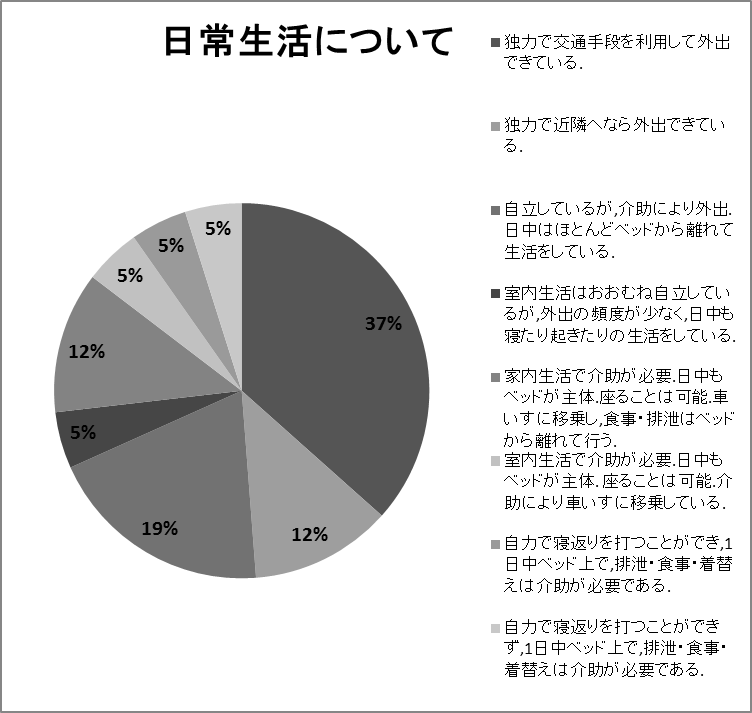 日常生活について
独力で交通手段を利用して外出
できている.
独力で近隣へなら外出できてい
る.
自立しているが,介助により外出.
日中はほとんどベッドから離れて
生活をしている.
室内生活はおおむね自立してい
るが,外出の頻度が少なく,日中も
寝たり起きたりの生活をしている.
家内生活で介助が必要.日中も
ベッドが主体.座ることは可能.車
いすに移乗し,食事・排泄はベッド
から離れて行う.
室内生活で介助が必要.日中も
ベッドが主体.座ることは可能.介
助により車いすに移乗している.
自力で寝返りを打つことができ,1
日中ベッド上で,排泄・食事・着替
えは介助が必要である.
自力で寝返りを打つことができ
ず,1日中ベッド上で,排泄・食事・
着替えは介助が必要である.
37%
12%
19%
5%
12%
5%
5%
5%